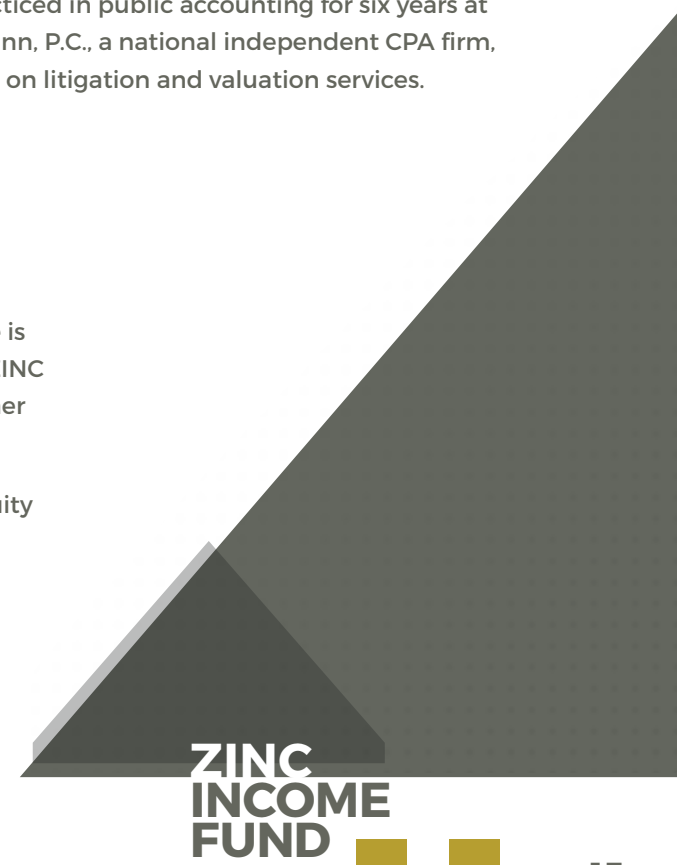 ticed in public accounting for six years at
nn, P.C., a national independent CPA firm,
on litigation and valuation services.
is
INC
er
ity
ZINC
INCOME
FUND